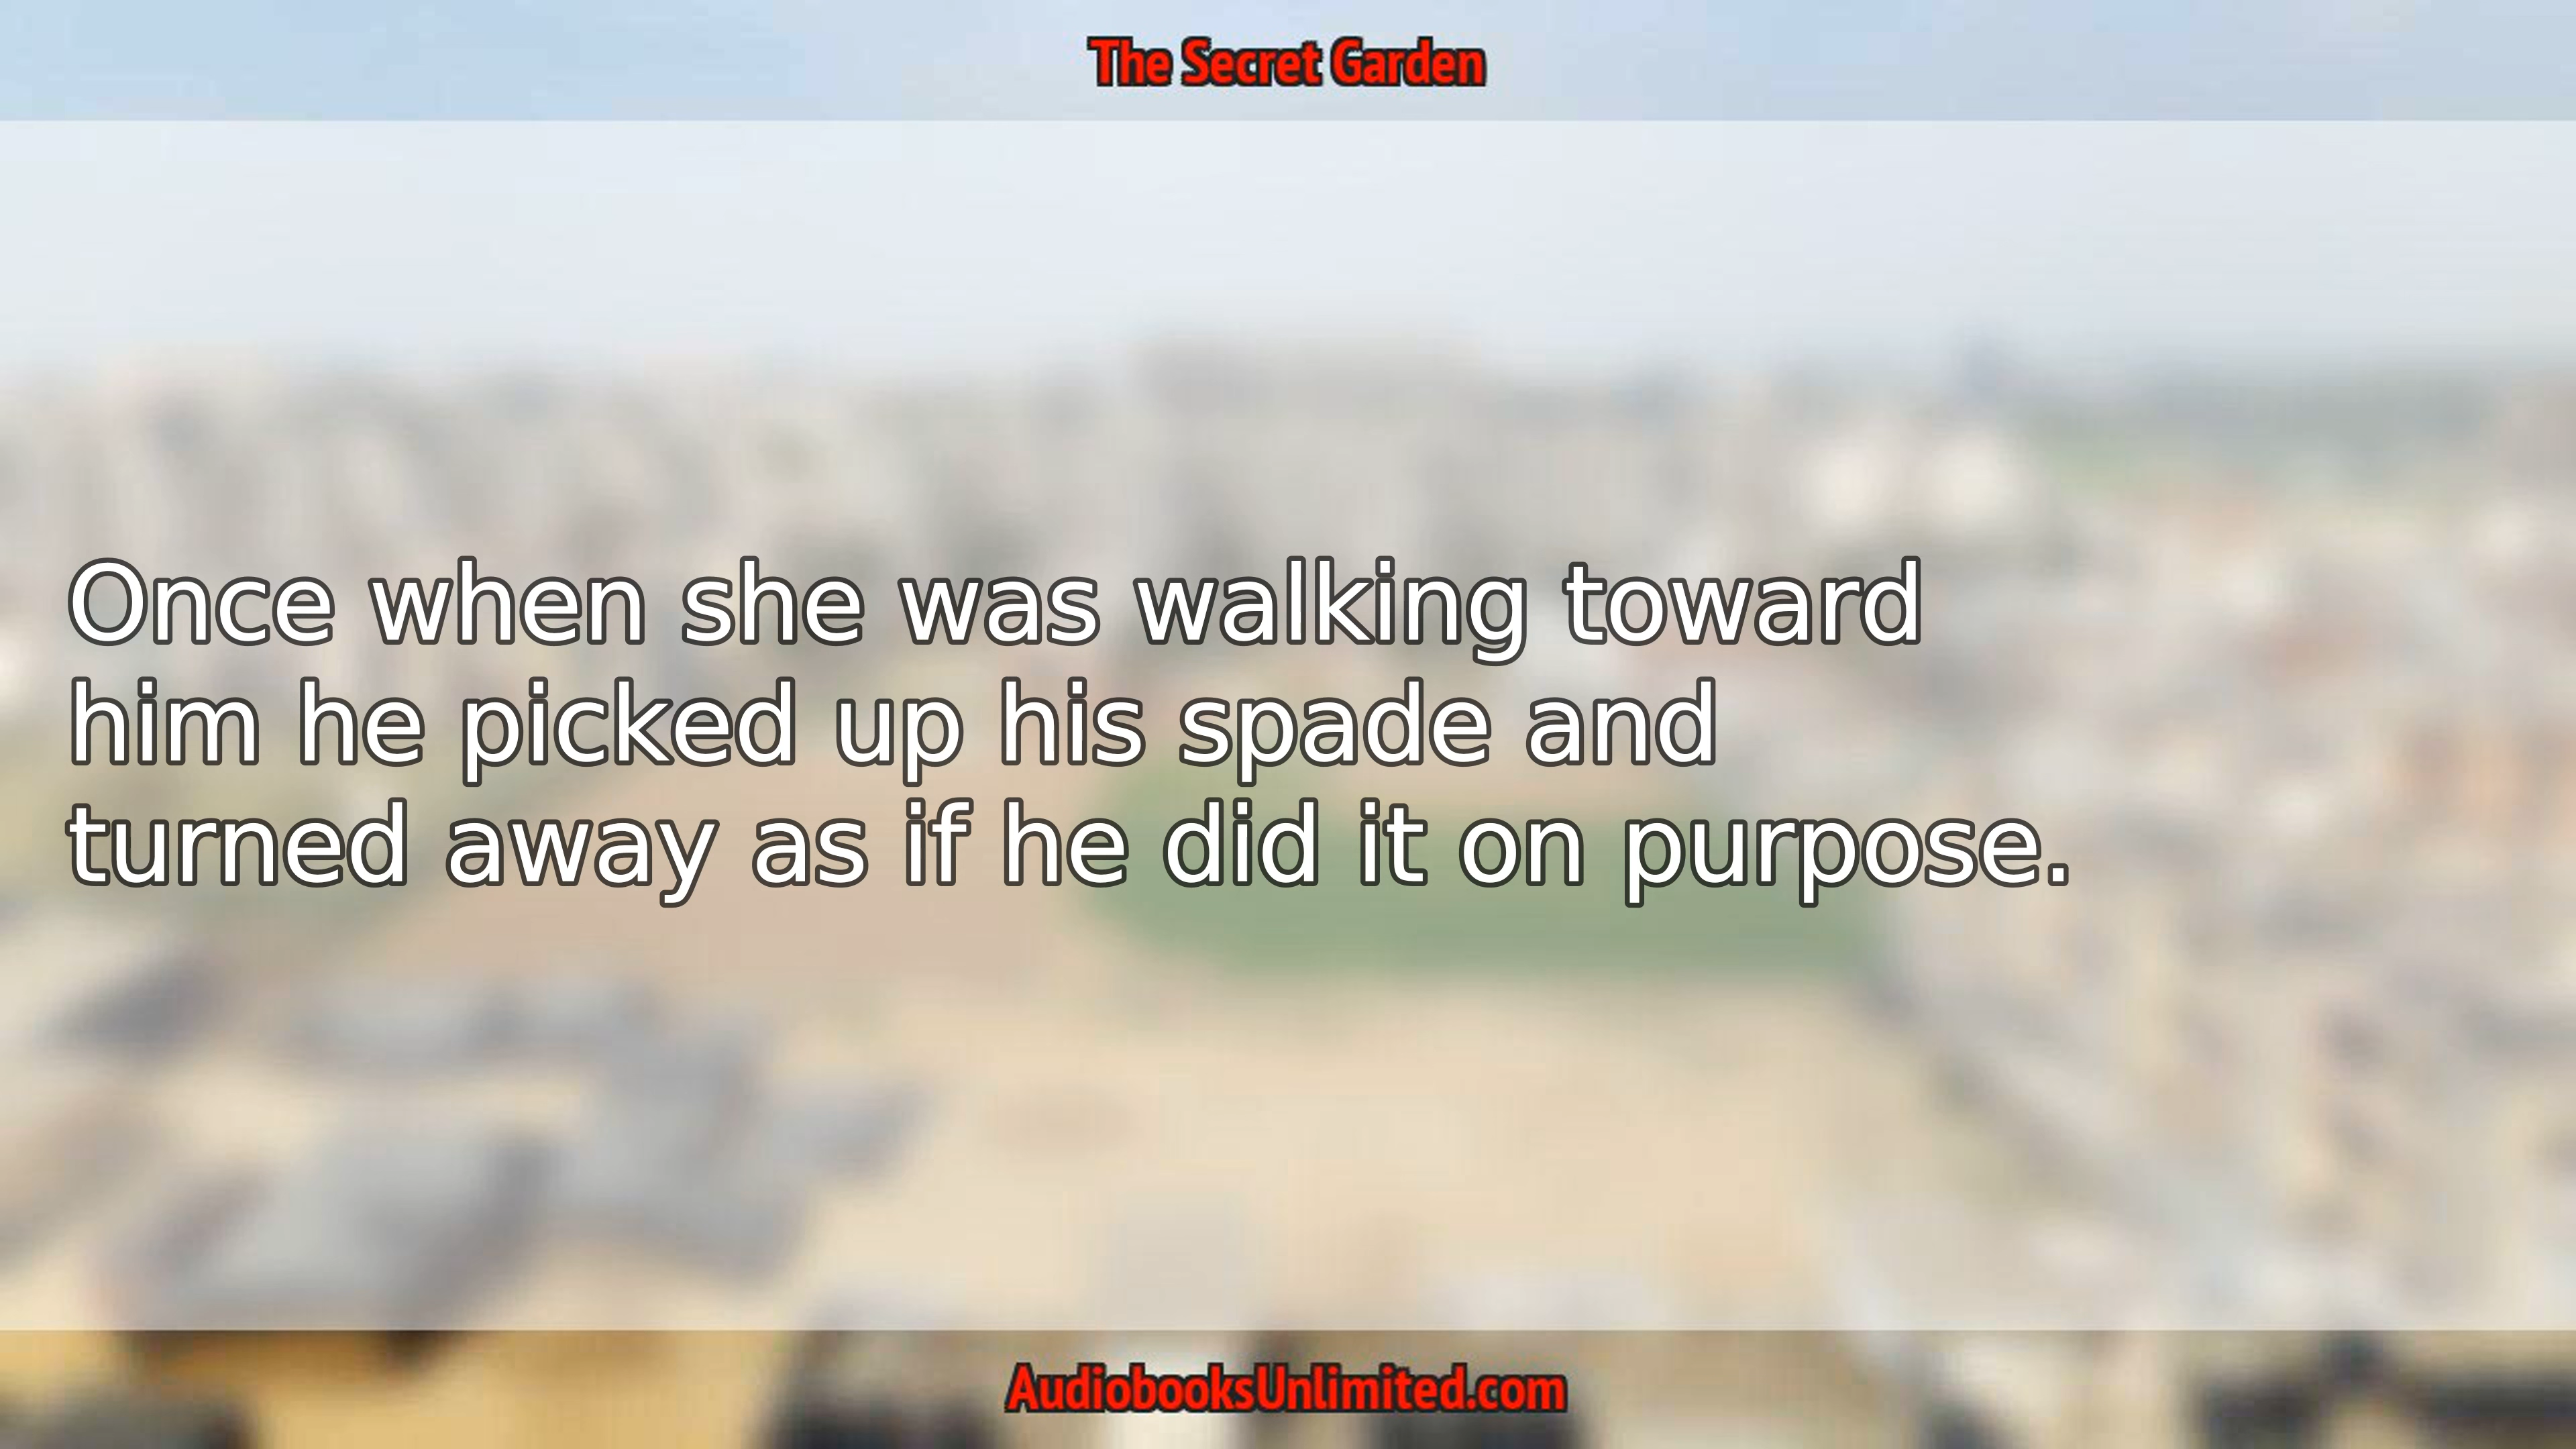 The Secret Garden
Once when she was walking toward
him he picked up his spade and
turned away as if he did it on purpose.
AudiobooksUnlimited.com